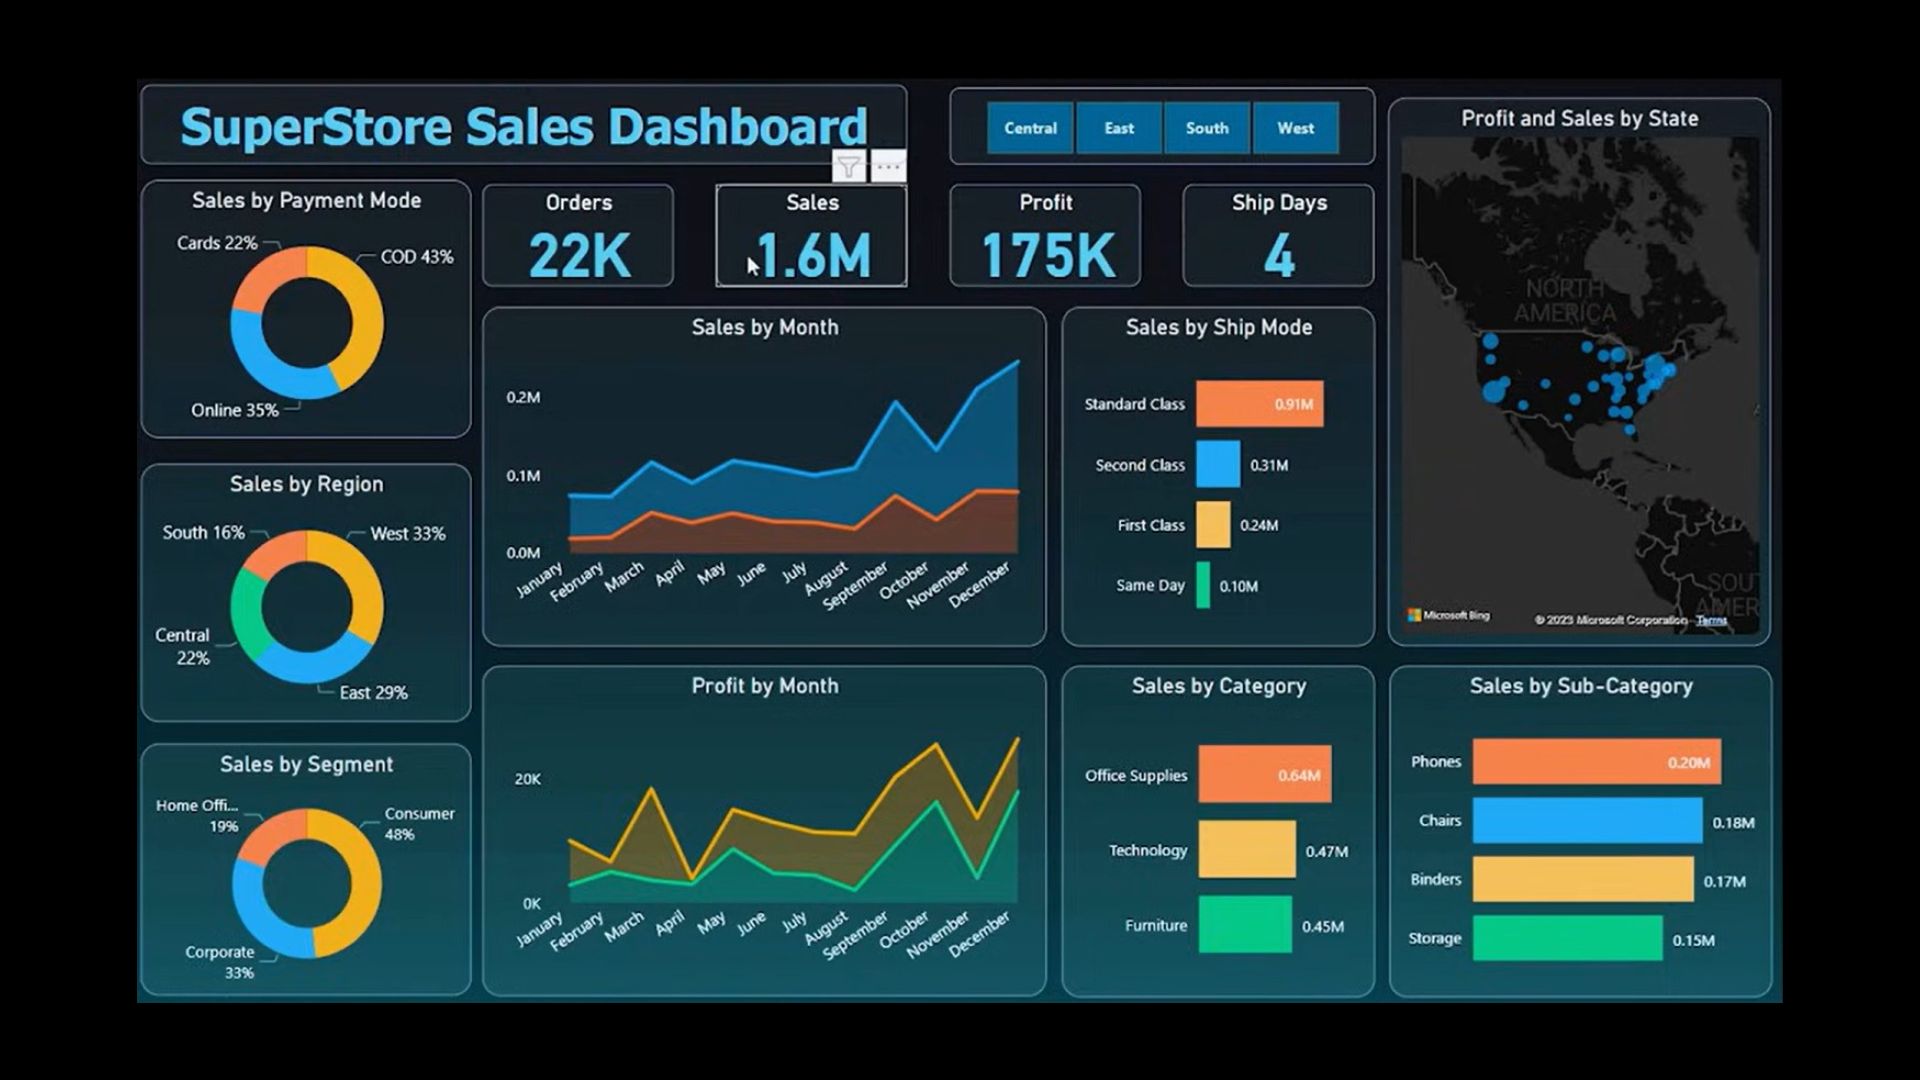 SuperStore Sales Dashboard
Central
East
South
West
Profit and Sales by State
Sales by Payment Mode
Cards 22%
COD 43%
Online 35%
Orders
22K
Sales
1.6M
Profit
175K
Ship Days
4
Sales by Month
0.2M
0.1M
0.0M
January
February
March
April
May
June
July
August
September
October
November
December
Sales by Ship Mode
Standard Class
0.91M
Second Class
0.31M
First Class
0.24M
Same Day
0.10M
NORTH
AMERICA
SOUT
AMER
Microsoft Bing
© 2023 Microsoft Corporation Terms
Sales by Region
South 16%
West 33%
Central
22%
East 29%
Sales by Segment
Home Offi...
19%
Consumer
48%
Corporate
33%
Profit by Month
20K
0K
January
February
March
April
May
June
July
August
September
October
November
December
Sales by Category
Office Supplies
0.64M
Technology
0.47M
Furniture
0.45M
Sales by Sub-Category
Phones
0.20M
Chairs
0.18M
Binders
0.17M
Storage
0.15M